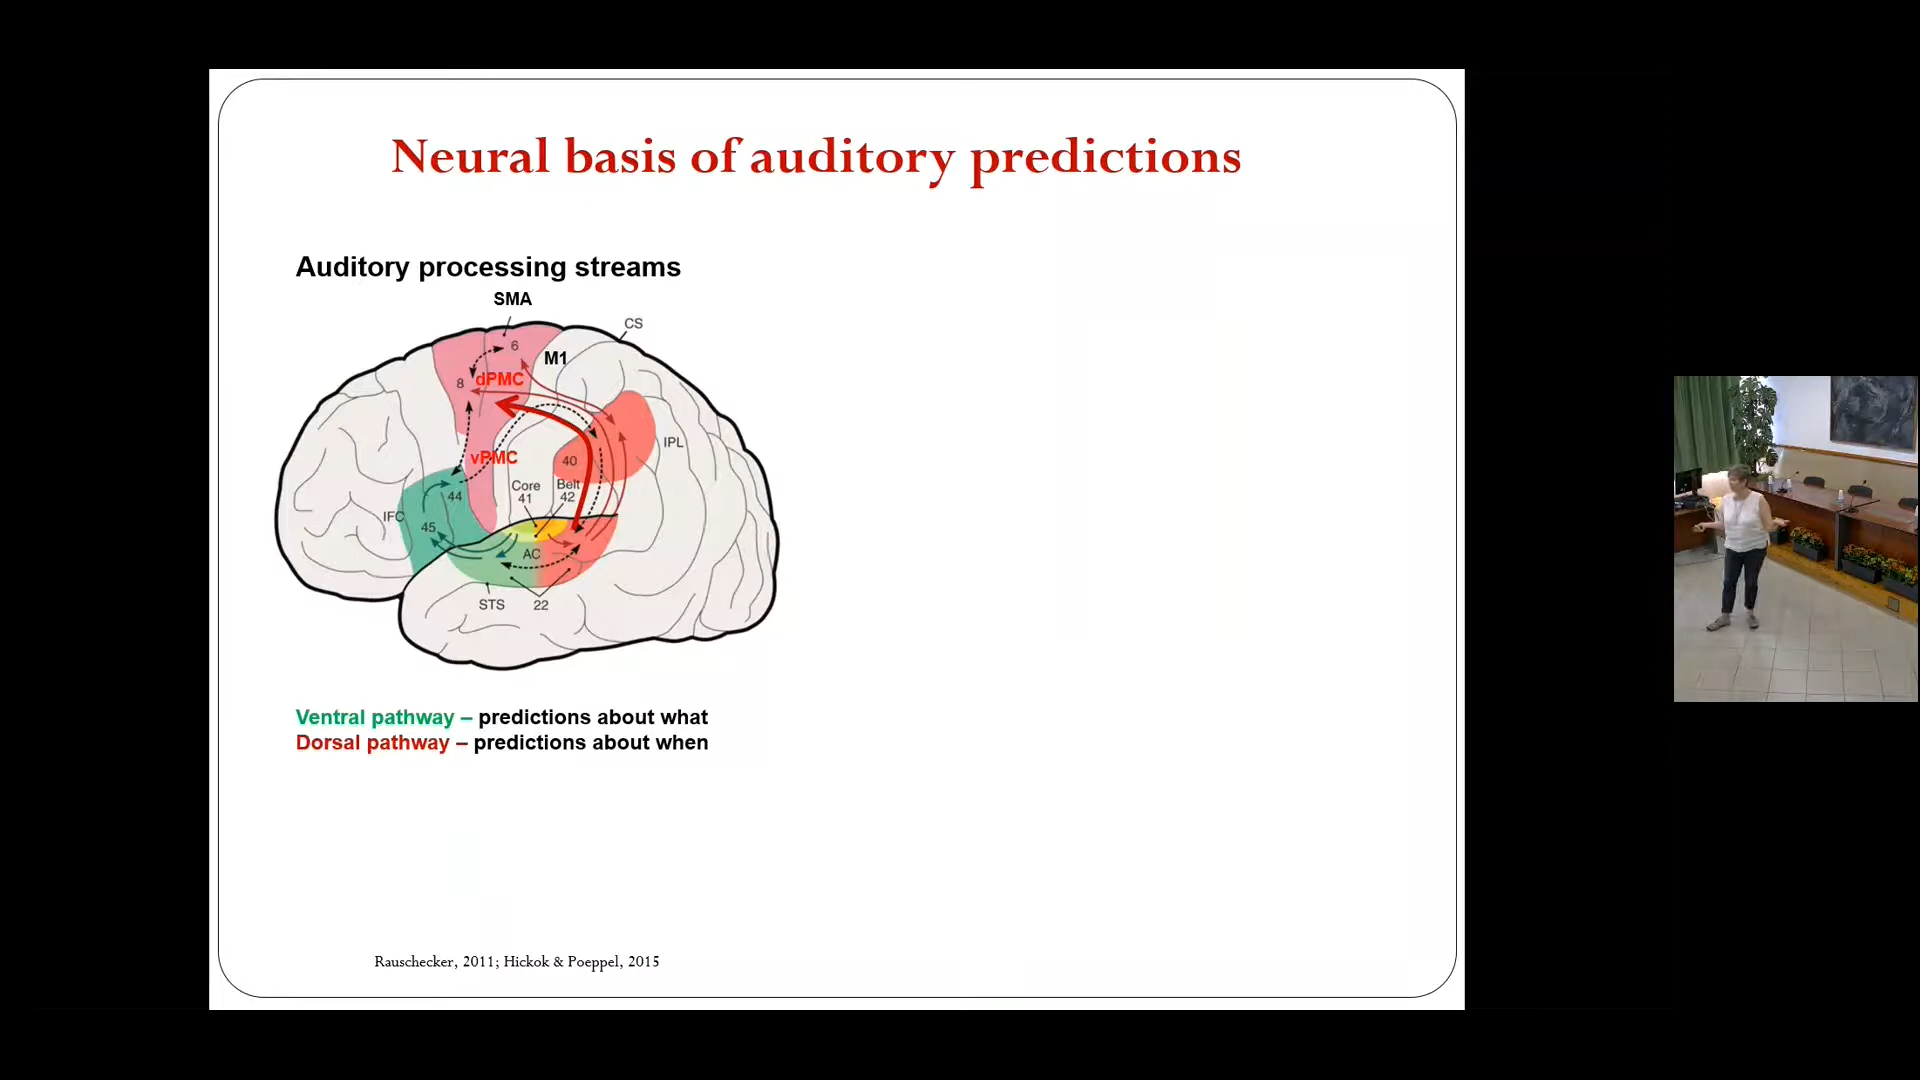 Neural basis of auditory predictions
Auditory processing streams
SMA
CS
6
M1
8
dPMC
IPL
vPMC
40
Core
41
Belt
42
44
IFC
45
AC
STS
22
Ventral pathway – predictions about what
Dorsal pathway – predictions about when
Rauschecker, 2011; Hickok & Poeppel, 2015